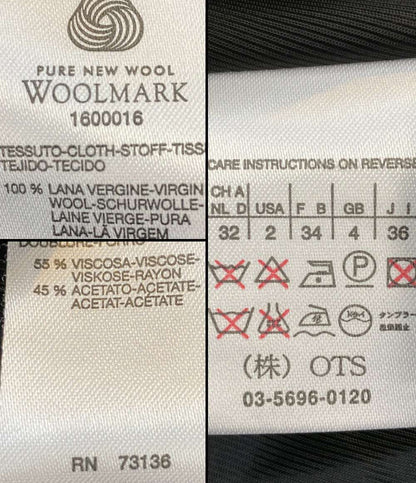 PURE NEW WOOL
WOOLMARK
1600016
TESSUTO-CLOTH-STOFF-TISS
TEJIDO-TECIDO
100 % LANA VERGINE-VIRGIN
WOOL-SCHURWOLLE-
LAINE VIERGE-PURA
LANA-LÃ VIRGEM
55 % VISCOSA-VISCOSE-
VISKOSE-RAYON
45 % ACETATO-ACETATE-
ACETAT-ACÉTATE
RN 73136
CARE INSTRUCTIONS ON REVERSE
CH A
NL D USA F B GB J I
32 2 34 4 36
P
タンブラー
乾燥禁止
(株) OTS
03-5696-0120